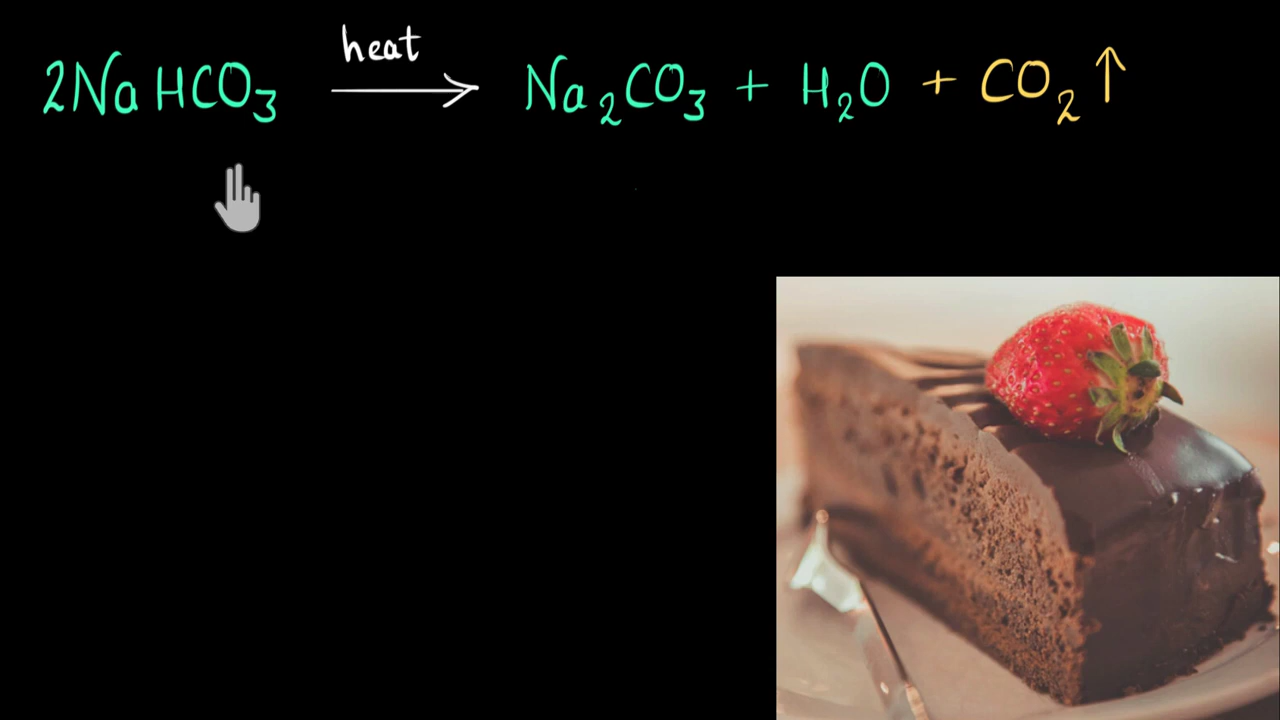 heat
2NaHCO₃ ⟶ Na₂CO₃ + H₂O + CO₂↑